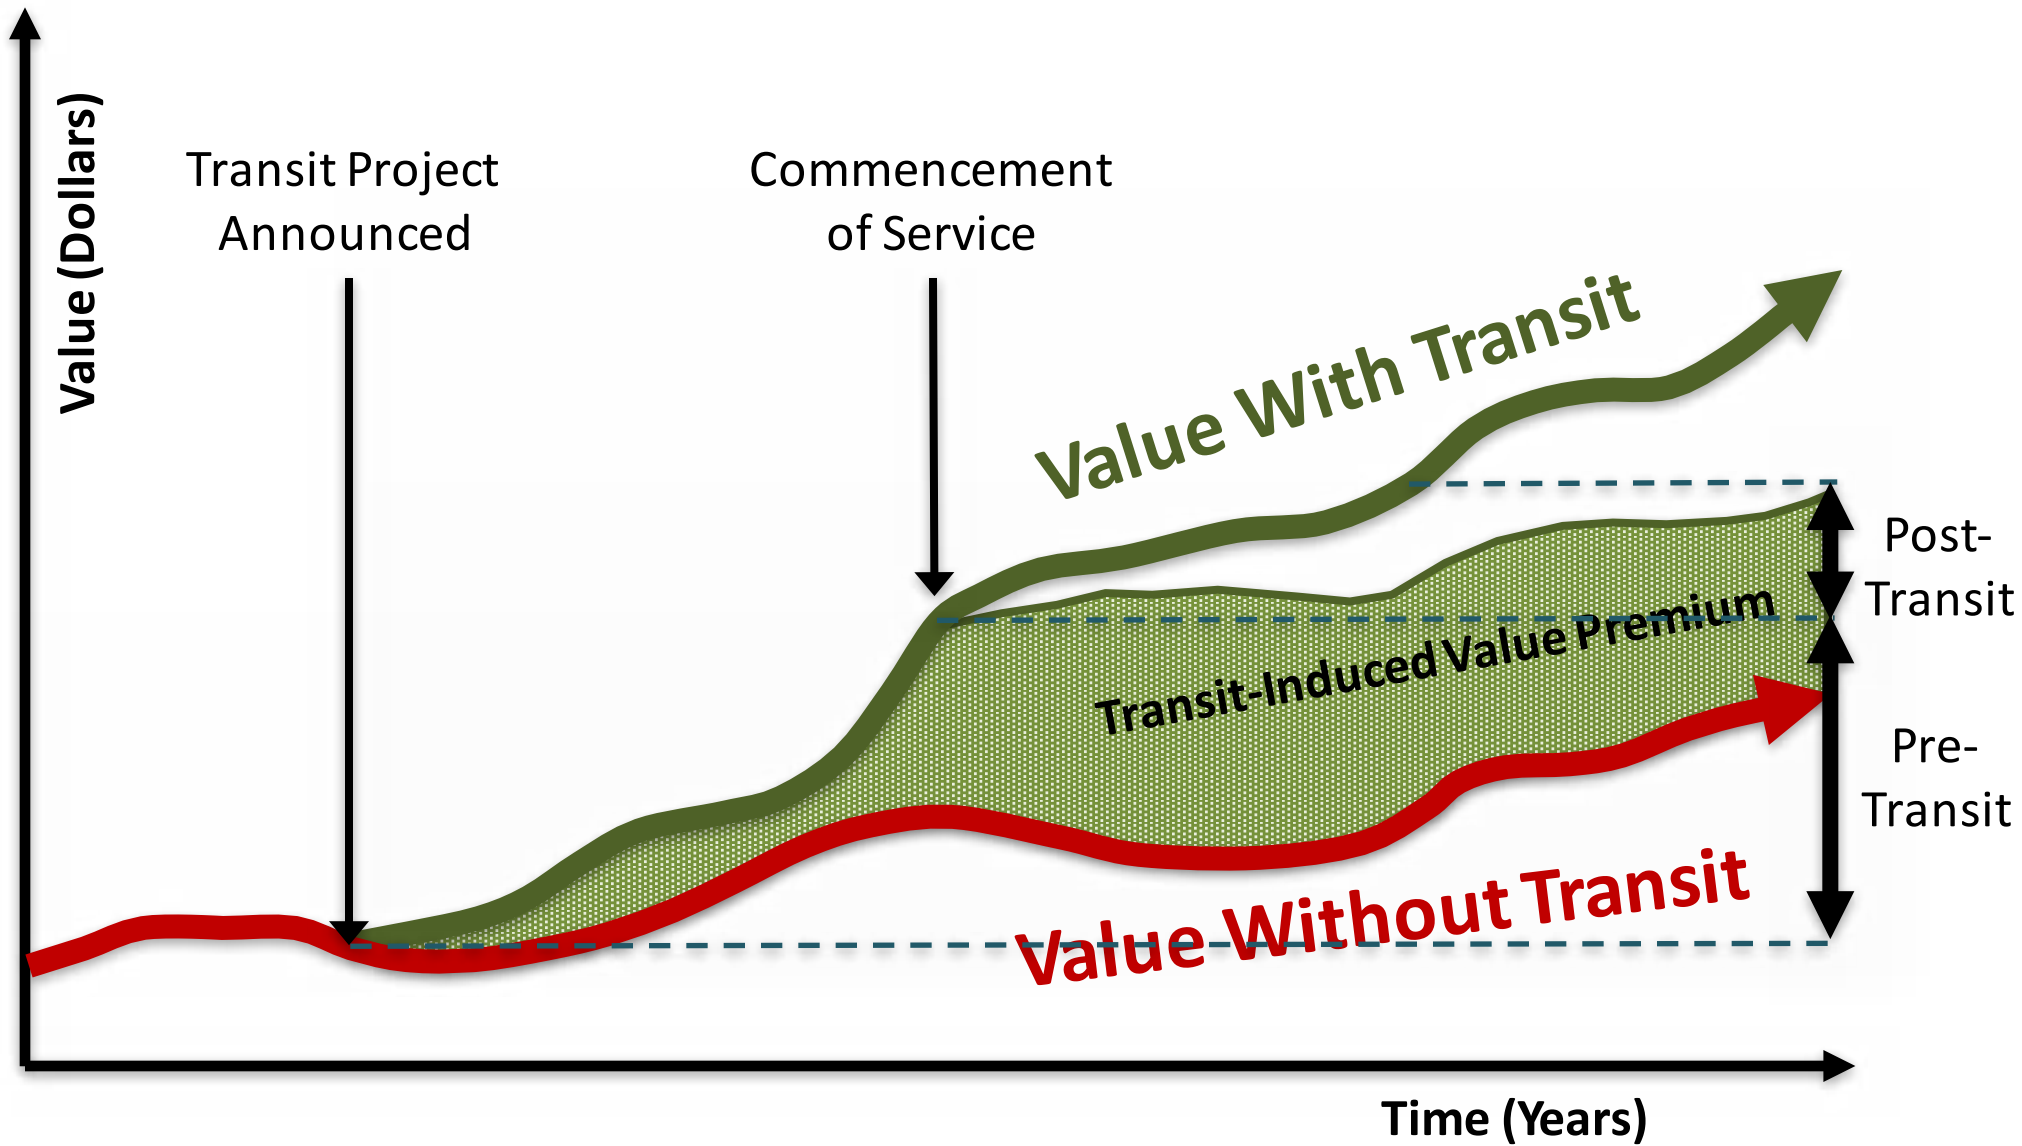 Value (Dollars)
Transit Project
Announced
Commencement
of Service
Value With Transit
Post-
Transit
Transit-Induced Value Premium
Pre-
Transit
Value Without Transit
Time (Years)